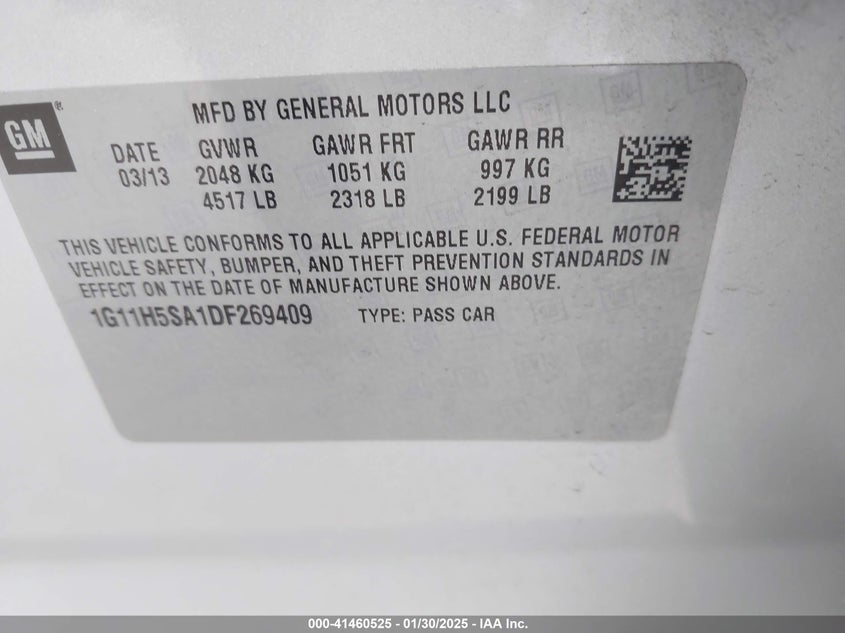 GM®
MFD BY GENERAL MOTORS LLC
DATE GVWR GAWR FRT GAWR RR
03/13 2048 KG 1051 KG 997 KG
4517 LB 2318 LB 2199 LB
THIS VEHICLE CONFORMS TO ALL APPLICABLE U.S. FEDERAL MOTOR
VEHICLE SAFETY, BUMPER, AND THEFT PREVENTION STANDARDS IN
EFFECT ON THE DATE OF MANUFACTURE SHOWN ABOVE.
1G11H5SA1DF269409 TYPE: PASS CAR
000-41460525 - 01/30/2025 - IAA Inc.